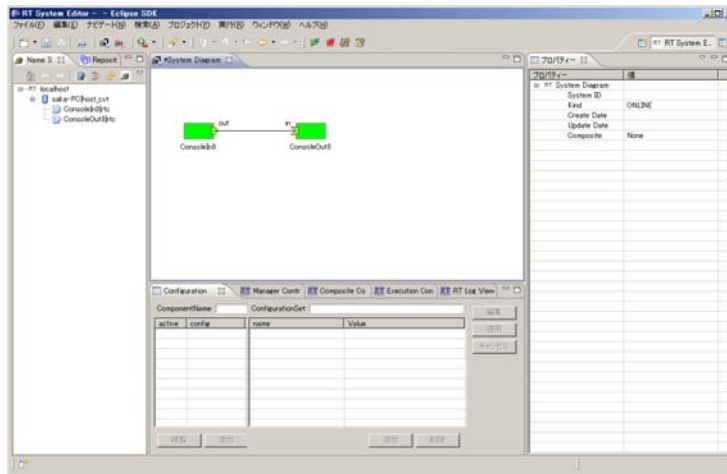 RT System Editor - - Eclipse SDK
ファイル(F) 編集(E) ナビゲート(N) 検索(A) プロジェクト(P) 実行(R) ウィンドウ(W) ヘルプ(H)
RT System E..
Name S
Reposit
*System Diagram
プロパティー
RT localhost
saka-PC|host_cxt
ConsoleIn0|rtc
ConsoleOut0|rtc
out
in
ConsoleIn0
ConsoleOut0
プロパティー 値
RT System Diagram
System ID
Kind ONLINE
Create Date
Update Date
Composite None
Configuration
RT Manager Contr
RT Composite Co
RT Execution Con
RT RT Log View
ComponentName:
ConfigurationSet:
active config
name Value
編集
適用
キャンセル
複製
追加
追加
削除